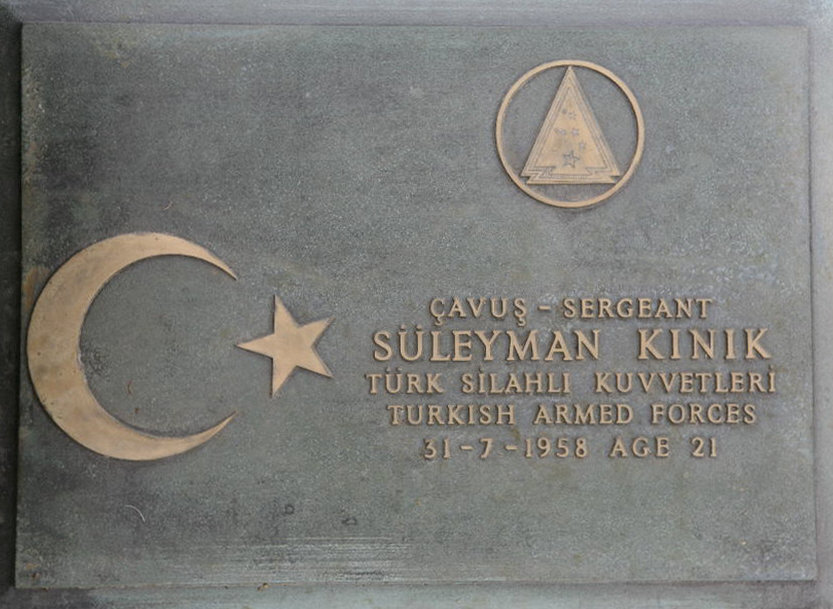 ÇAVUŞ - SERGEANT
SÜLEYMAN KINIK
TÜRK SİLAHLI KUVVETLERİ
TURKISH ARMED FORCES
31-7-1958 AGE 21